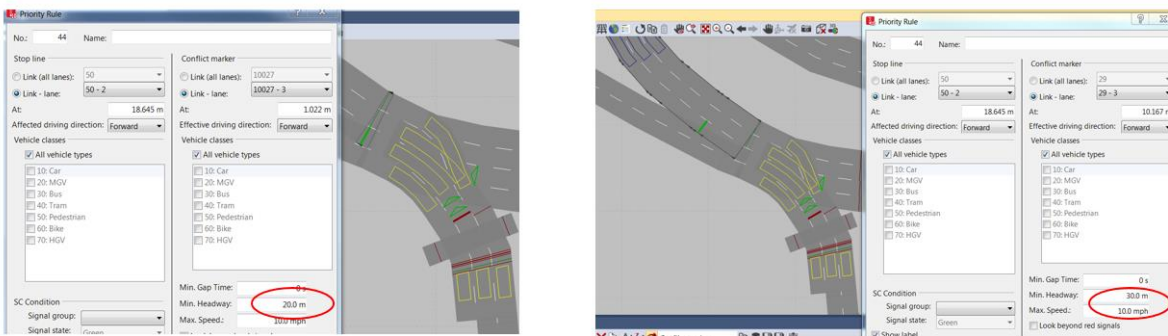 Priority Rule
No.: 44 Name:
Stop line
Conflict marker
Link (all lanes): 50
Link (all lanes): 10027
Link - lane: 50 - 2
Link - lane: 10027 - 3
At: 18.645 m
1.022 m
Affected driving direction: Forward
Effective driving direction: Forward
Vehicle classes
Vehicle classes
All vehicle types
All vehicle types
10: Car
10: Car
20: MGV
20: MGV
30: Bus
30: Bus
40: Tram
40: Tram
50: Pedestrian
50: Pedestrian
60: Bike
60: Bike
70: HGV
70: HGV
Min. Gap Time: 0 s
SC Condition
Min. Headway: 20.0 m
Signal group:
Max. Speed.: 10.0 mph
Signal state: Green
Priority Rule
No.: 44 Name:
Stop line
Conflict marker
Link (all lanes): 50
Link (all lanes): 29
Link - lane: 50 - 2
Link - lane: 29 - 3
At: 18.645 m
At: 10.167 m
Affected driving direction: Forward
Effective driving direction: Forward
Vehicle classes
Vehicle classes
All vehicle types
All vehicle types
10: Car
10: Car
20: MGV
20: MGV
30: Bus
30: Bus
40: Tram
40: Tram
50: Pedestrian
50: Pedestrian
60: Bike
60: Bike
70: HGV
70: HGV
Min. Gap Time: 0 s
SC Condition
Min. Headway: 30.0 m
Signal group:
Max. Speed.: 10.0 mph
Signal state: Green
Look beyond red signals
Show label